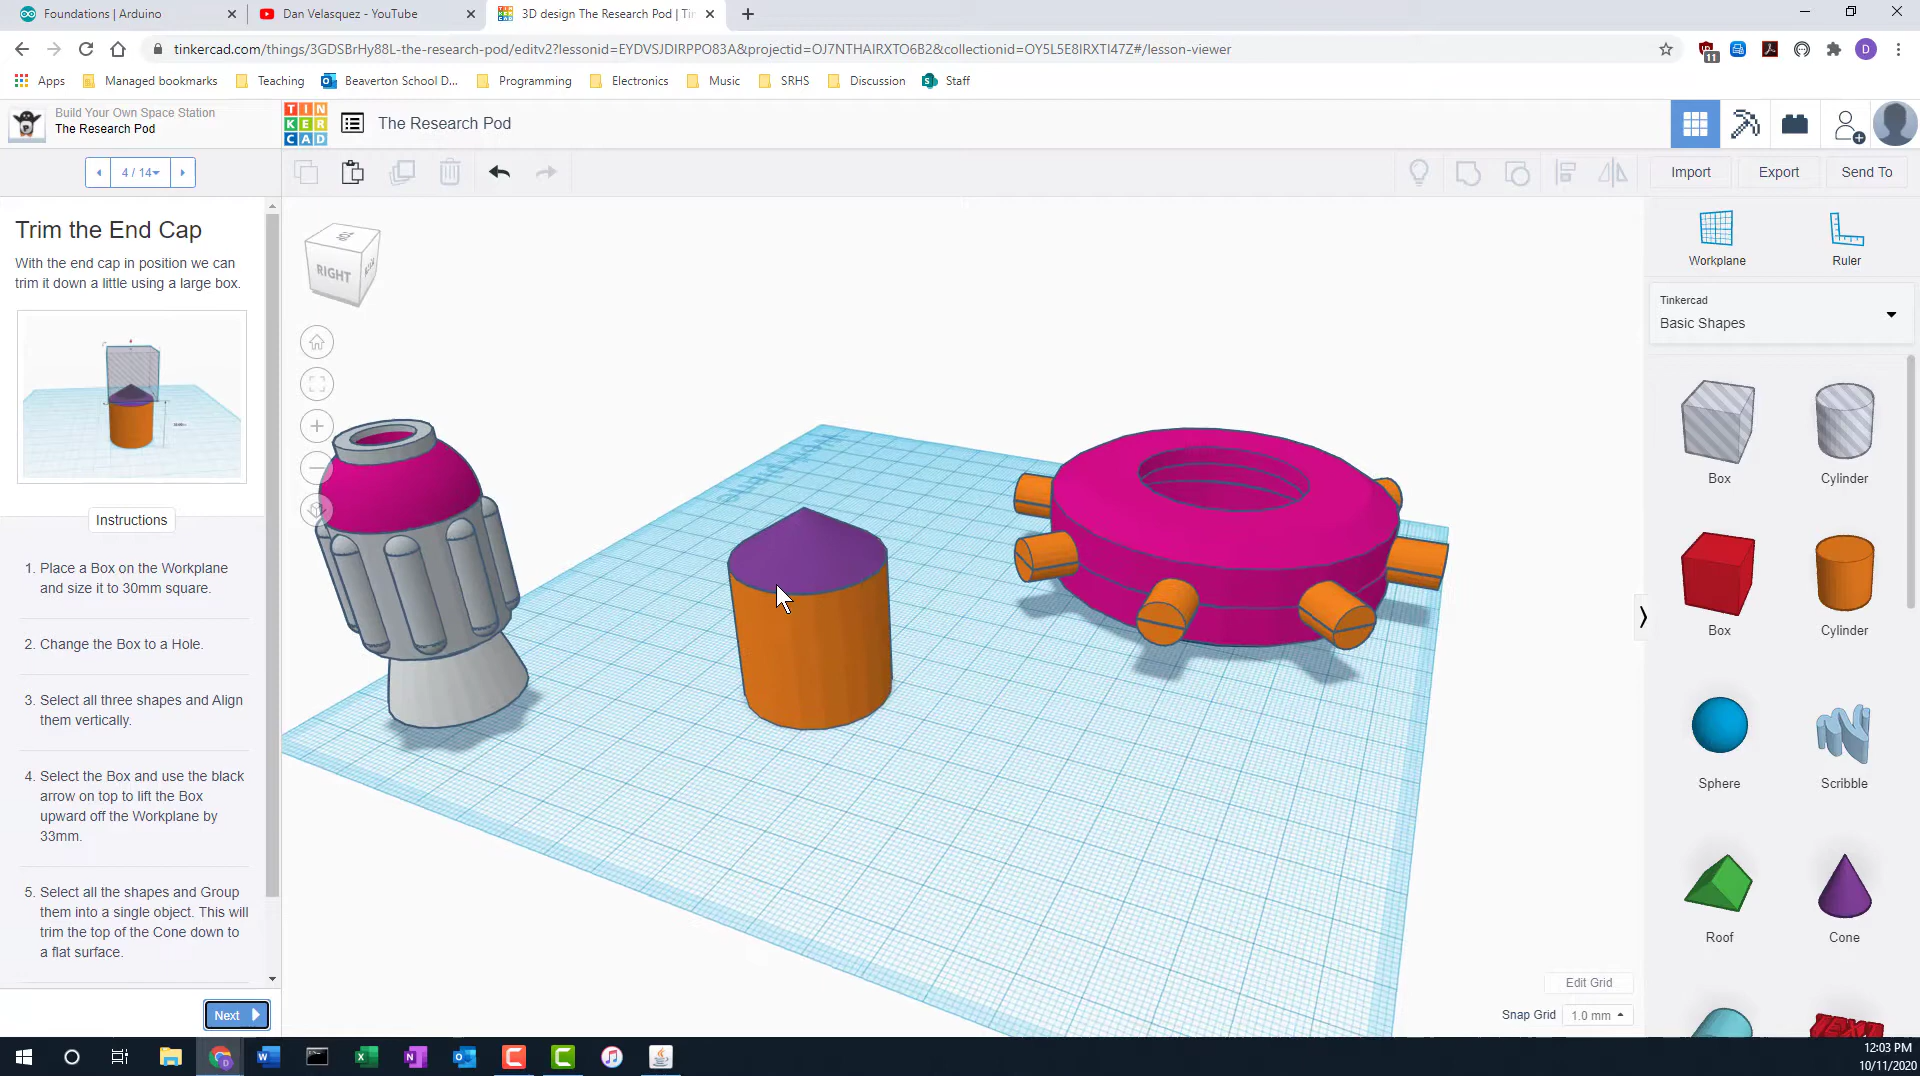 Foundations | Arduino
Dan Velasquez - YouTube
3D design The Research Pod | Tin
tinkercad.com/things/3GDSBrHy88L-the-research-pod/editv2?lessonid=EYDVSJDIRPPO83A&projectid=OJ7NTHAIRXTO6B2&collectionid=OY5L5E8IRXTI47Z#/lesson-viewer
11
D
Apps
Managed bookmarks
Teaching
Beaverton School D...
Programming
Electronics
Music
SRHS
Discussion
Staff
Build Your Own Space Station
The Research Pod
TIN
KER
CAD
The Research Pod
4 / 14
Import
Export
Send To
Trim the End Cap
With the end cap in position we can
trim it down a little using a large box.
Instructions
1. Place a Box on the Workplane
and size it to 30mm square.
2. Change the Box to a Hole.
3. Select all three shapes and Align
them vertically.
4. Select the Box and use the black
arrow on top to lift the Box
upward off the Workplane by
33mm.
5. Select all the shapes and Group
them into a single object. This will
trim the top of the Cone down to
a flat surface.
Next
RIGHT
Workplane
Ruler
Tinkercad
Basic Shapes
Box
Cylinder
Box
Cylinder
Sphere
Scribble
Roof
Cone
TEXT
Edit Grid
Snap Grid
1.0 mm
12:03 PM
10/11/2020